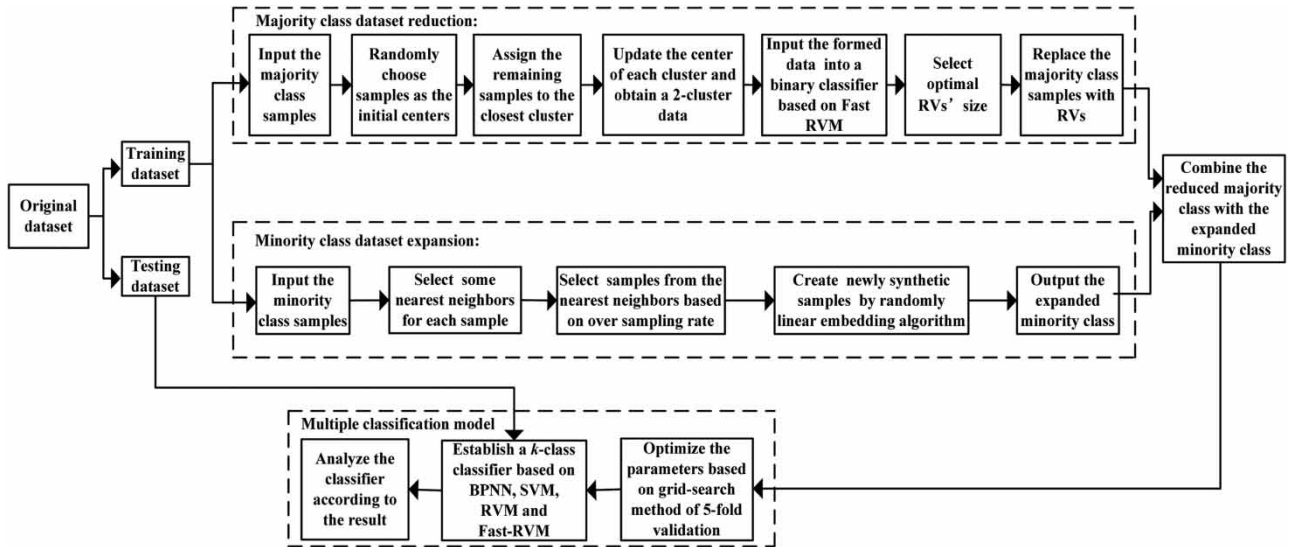 Majority class dataset reduction:
Input the
majority
class
samples
Randomly
choose
samples as the
initial centers
Assign the
remaining
samples to the
closest cluster
Update the center
of each cluster and
obtain a 2-cluster
data
Input the formed
data into a
binary classifier
based on Fast
RVM
Select
optimal
RVs' size
Replace the
majority class
samples with
RVs
Original
dataset
Training
dataset
Testing
dataset
Combine the
reduced majority
class with the
expanded
minority class
Minority class dataset expansion:
Input the
minority
class samples
Select some
nearest neighbors
for each sample
Select samples from the
nearest neighbors based
on over sampling rate
Create newly synthetic
samples by randomly
linear embedding algorithm
Output the
expanded
minority class
Multiple classification model
Analyze the
classifier
according to
the result
Establish a k-class
classifier based on
BPNN, SVM,
RVM and
Fast-RVM
Optimize the
parameters based
on grid-search
method of 5-fold
validation